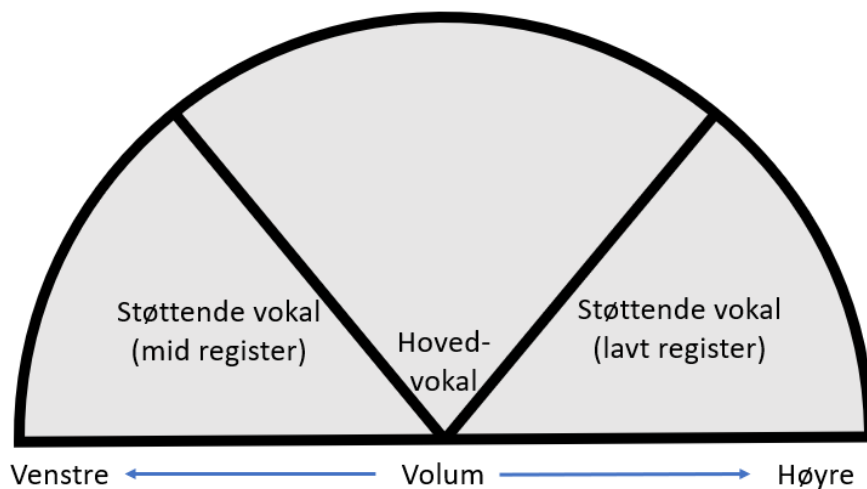 Støttende vokal
(mid register)
Hoved-
vokal
Støttende vokal
(lavt register)
Venstre
Volum
Høyre